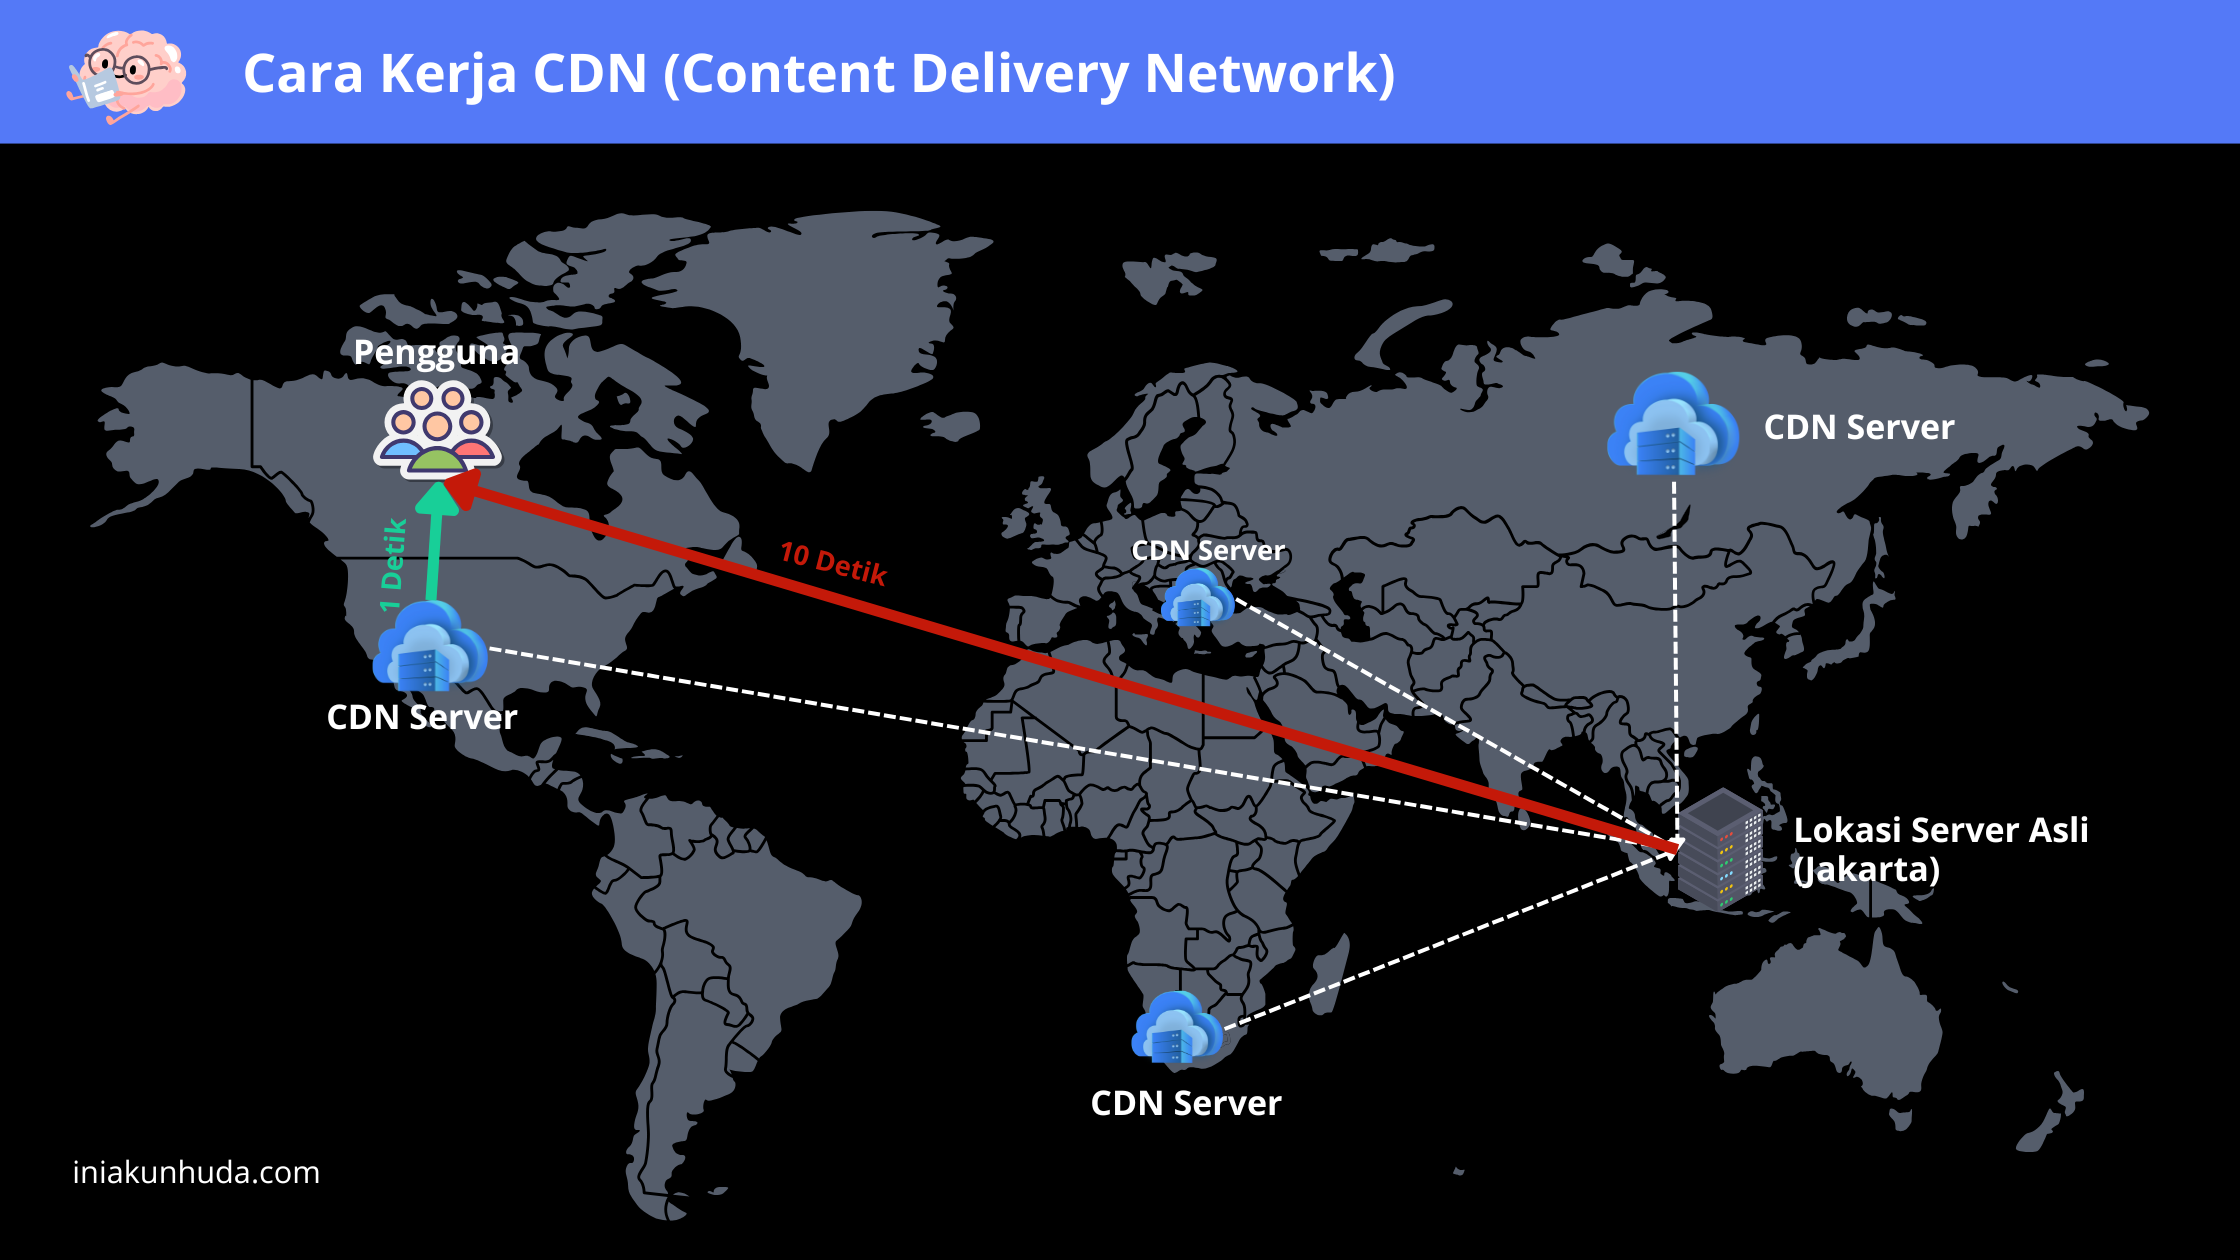 Cara Kerja CDN (Content Delivery Network)
Pengguna
1 Detik
10 Detik
CDN Server
CDN Server
CDN Server
Lokasi Server Asli
(Jakarta)
CDN Server
iniakunhuda.com